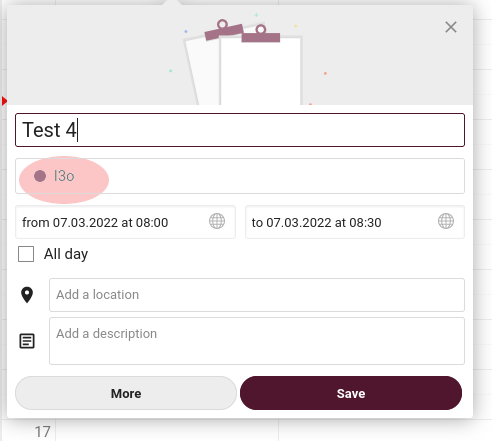 Test 4
l3o
from 07.03.2022 at 08:00
to 07.03.2022 at 08:30
All day
Add a location
Add a description
More
Save
17